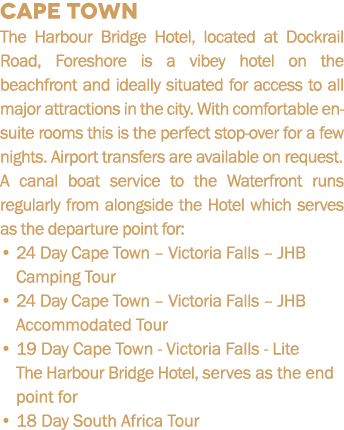 CAPE TOWN
The Harbour Bridge Hotel, located at Dockrail
Road, Foreshore is a vibey hotel on the
beachfront and ideally situated for access to all
major attractions in the city. With comfortable en-
suite rooms this is the perfect stop-over for a few
nights. Airport transfers are available on request.
A canal boat service to the Waterfront runs
regularly from alongside the Hotel which serves
as the departure point for:
• 24 Day Cape Town – Victoria Falls – JHB
Camping Tour
• 24 Day Cape Town – Victoria Falls – JHB
Accommodated Tour
• 19 Day Cape Town - Victoria Falls - Lite
The Harbour Bridge Hotel, serves as the end
point for
• 18 Day South Africa Tour